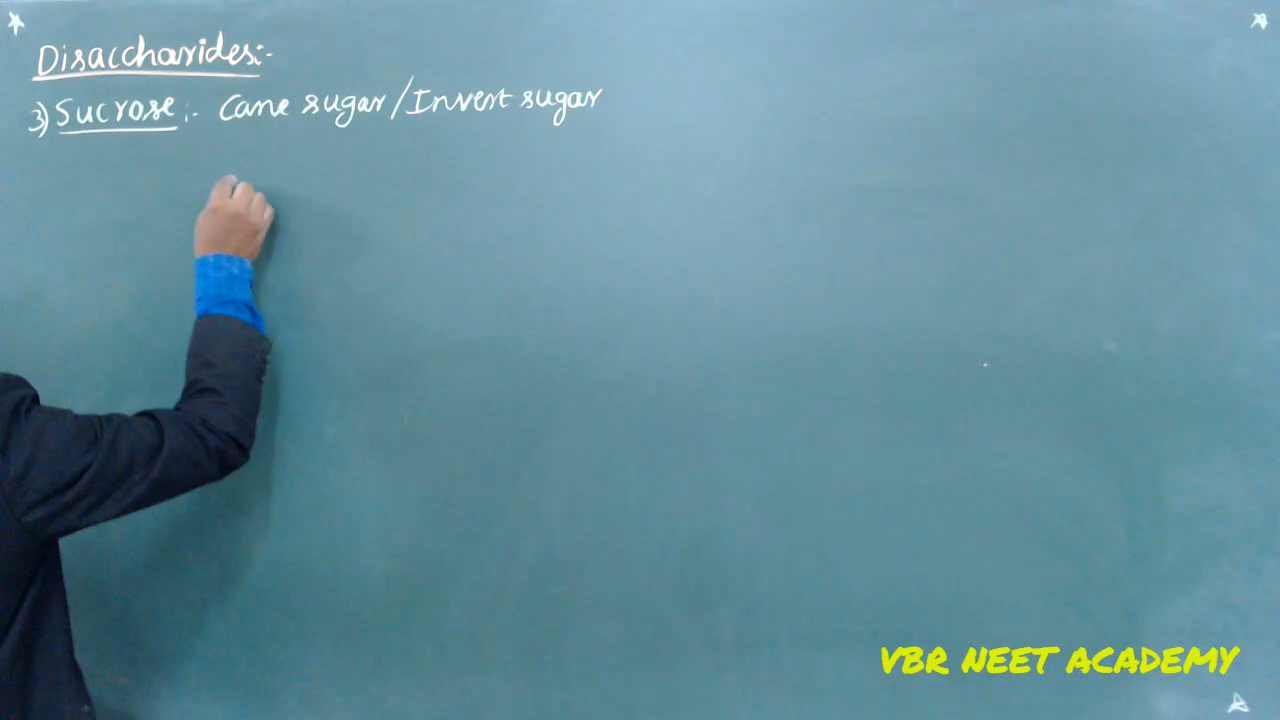 Disaccharides:-
3) Sucrose:- Cane sugar/Invert sugar
VBR NEET ACADEMY